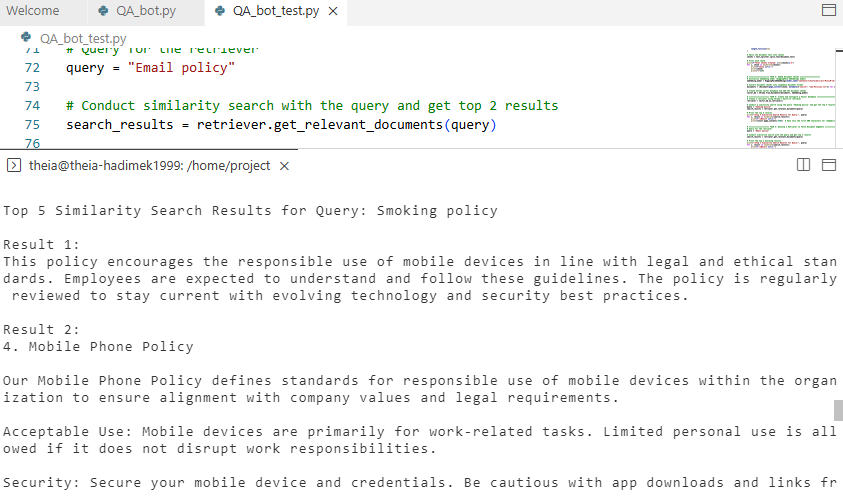 Welcome
QA_bot.py
QA_bot_test.py
QA_bot_test.py
71 # Query for the retriever
72 query = "Email policy"
73
74 # Conduct similarity search with the query and get top 2 results
75 search_results = retriever.get_relevant_documents(query)
76
theia@theia-hadimek1999: /home/project
Top 5 Similarity Search Results for Query: Smoking policy
Result 1:
This policy encourages the responsible use of mobile devices in line with legal and ethical stan
dards. Employees are expected to understand and follow these guidelines. The policy is regularly
reviewed to stay current with evolving technology and security best practices.
Result 2:
4. Mobile Phone Policy
Our Mobile Phone Policy defines standards for responsible use of mobile devices within the organ
ization to ensure alignment with company values and legal requirements.
Acceptable Use: Mobile devices are primarily for work-related tasks. Limited personal use is all
owed if it does not disrupt work responsibilities.
Security: Secure your mobile device and credentials. Be cautious with app downloads and links fr